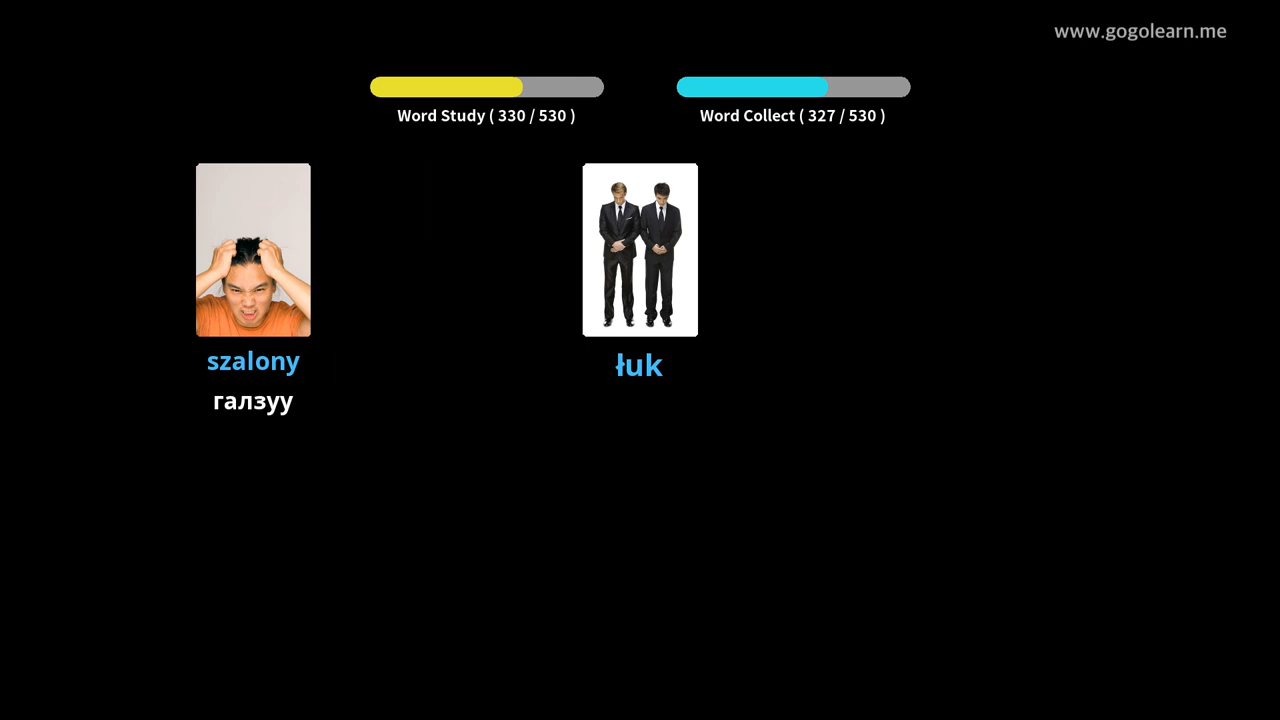 www.gogolearn.me
Word Study ( 330 / 530 )
Word Collect ( 327 / 530 )
szalony
галзуу
łuk